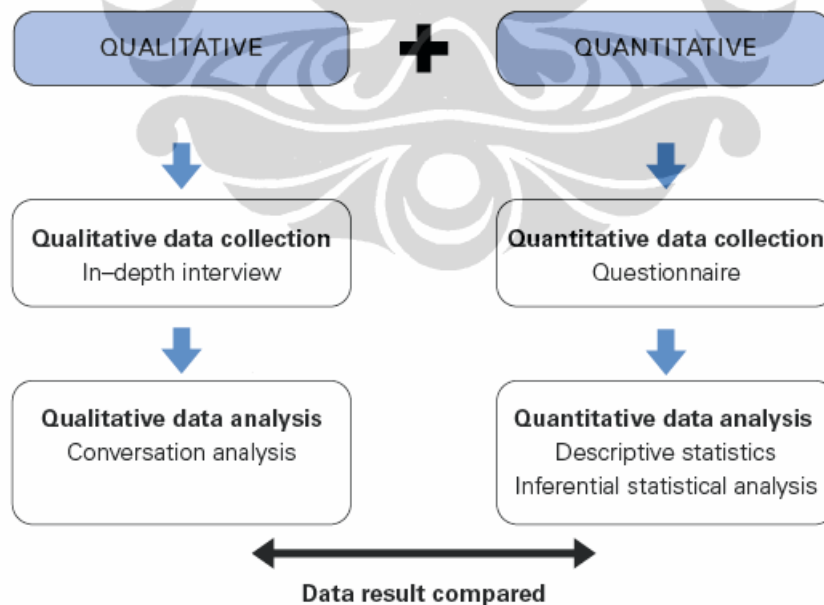 QUALITATIVE
+
QUANTITATIVE
Qualitative data collection
In–depth interview
Quantitative data collection
Questionnaire
Qualitative data analysis
Conversation analysis
Quantitative data analysis
Descriptive statistics
Inferential statistical analysis
Data result compared